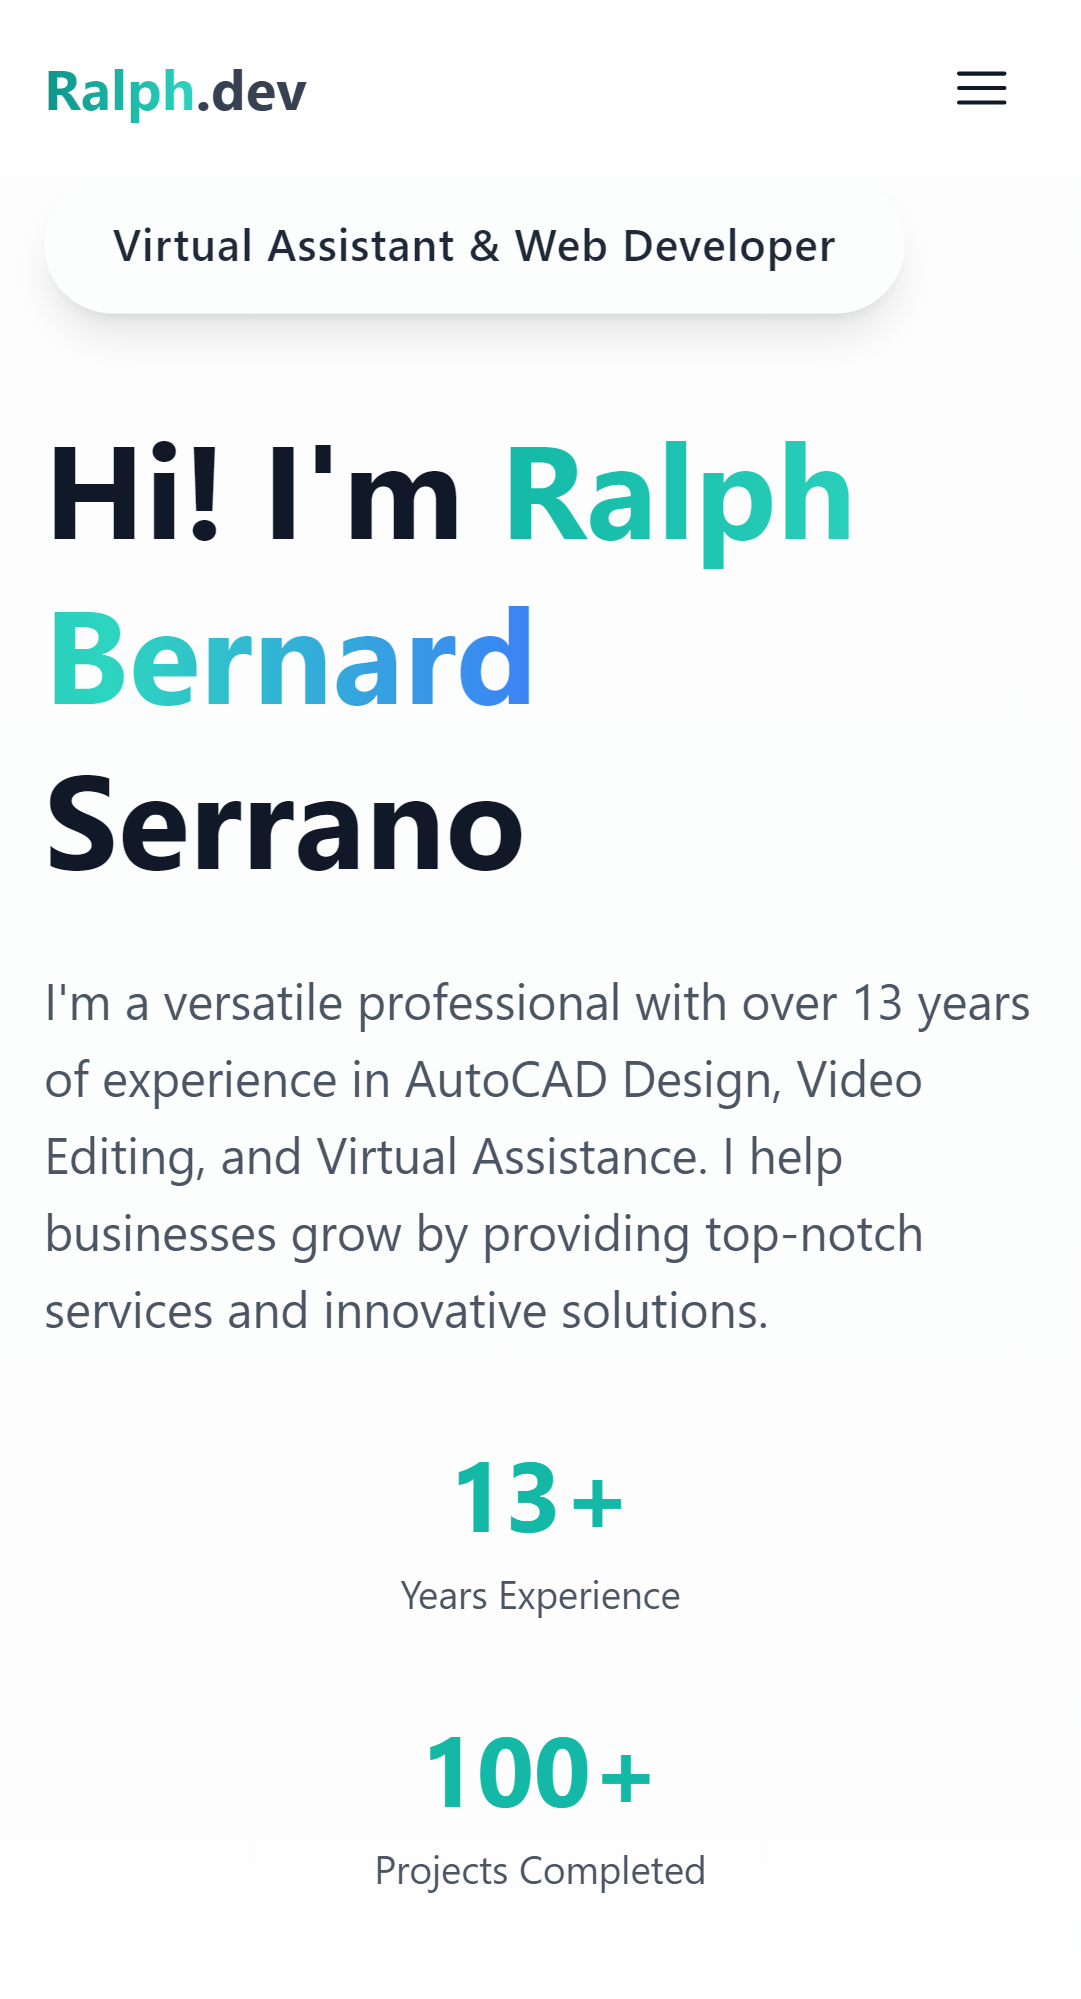 Ralph.dev
Virtual Assistant & Web Developer
Hi! I'm Ralph
Bernard
Serrano
I'm a versatile professional with over 13 years
of experience in AutoCAD Design, Video
Editing, and Virtual Assistance. I help
businesses grow by providing top-notch
services and innovative solutions.
13+
Years Experience
100+
Projects Completed